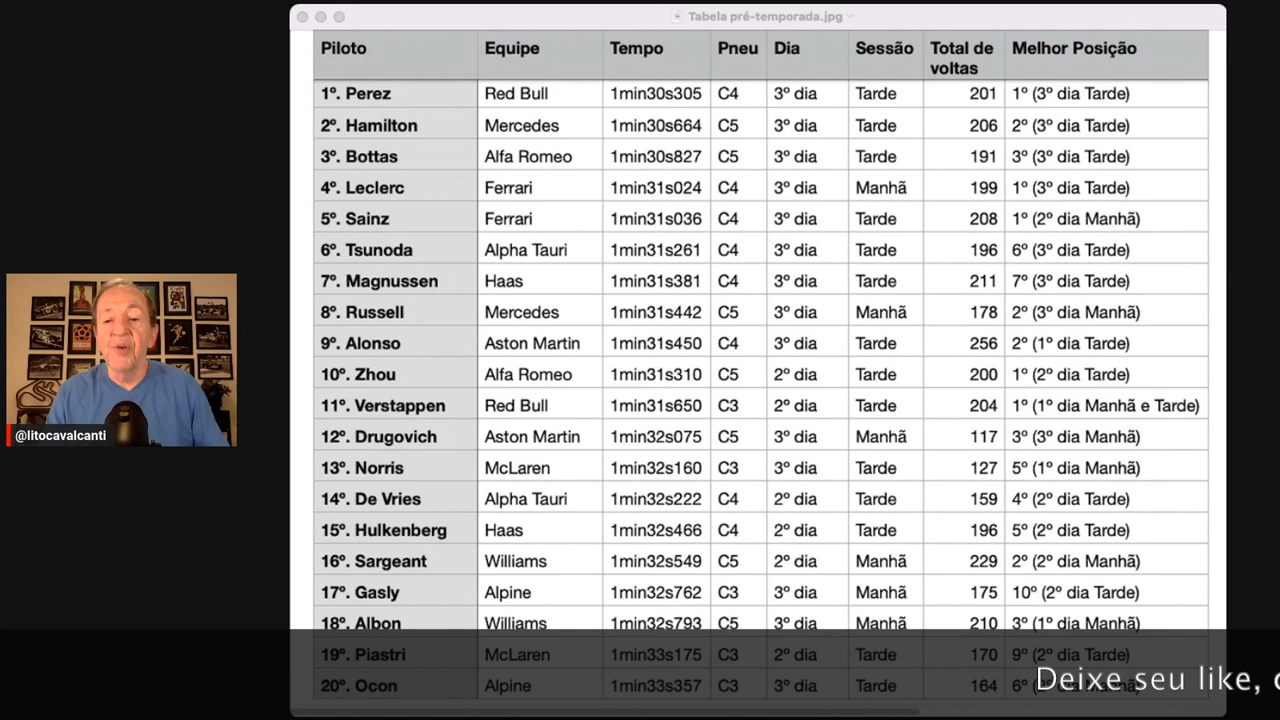 Tabela pré-temporada.jpg
Piloto Equipe Tempo Pneu Dia Sessão Total de voltas Melhor Posição
1º. Perez Red Bull 1min30s305 C4 3º dia Tarde 201 1º (3º dia Tarde)
2º. Hamilton Mercedes 1min30s664 C5 3º dia Tarde 206 2º (3º dia Tarde)
3º. Bottas Alfa Romeo 1min30s827 C5 3º dia Tarde 191 3º (3º dia Tarde)
4º. Leclerc Ferrari 1min31s024 C4 3º dia Manhã 199 1º (3º dia Tarde)
5º. Sainz Ferrari 1min31s036 C4 3º dia Tarde 208 1º (2º dia Manhã)
6º. Tsunoda Alpha Tauri 1min31s261 C4 3º dia Tarde 196 6º (3º dia Tarde)
7º. Magnussen Haas 1min31s381 C4 3º dia Tarde 211 7º (3º dia Tarde)
8º. Russell Mercedes 1min31s442 C5 3º dia Manhã 178 2º (3º dia Manhã)
9º. Alonso Aston Martin 1min31s450 C4 3º dia Tarde 256 2º (1º dia Tarde)
10º. Zhou Alfa Romeo 1min31s310 C5 2º dia Tarde 200 1º (2º dia Tarde)
11º. Verstappen Red Bull 1min31s650 C3 2º dia Tarde 204 1º (1º dia Manhã e Tarde)
12º. Drugovich Aston Martin 1min32s075 C5 3º dia Manhã 117 3º (3º dia Manhã)
13º. Norris McLaren 1min32s160 C3 3º dia Tarde 127 5º (1º dia Manhã)
14º. De Vries Alpha Tauri 1min32s222 C4 2º dia Tarde 159 4º (2º dia Tarde)
15º. Hulkenberg Haas 1min32s466 C4 2º dia Tarde 196 5º (2º dia Tarde)
16º. Sargeant Williams 1min32s549 C5 2º dia Manhã 229 2º (2º dia Manhã)
17º. Gasly Alpine 1min32s762 C3 3º dia Manhã 175 10º (2º dia Tarde)
18º. Albon Williams 1min32s793 C5 3º dia Manhã 210 3º (1º dia Manhã)
19º. Piastri McLaren 1min33s175 C3 2º dia Tarde 170 9º (2º dia Tarde)
20º. Ocon Alpine 1min33s357 C3 3º dia Tarde 164 6º
@litocavalcanti
Deixe seu like,